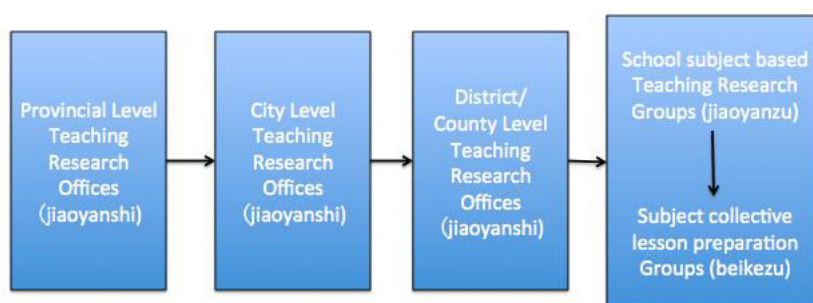 Provincial Level
Teaching
Research
Offices
(jiaoyanshi)
City Level
Teaching
Research
Offices
(jiaoyanshi)
District/
County Level
Teaching
Research
Offices
(jiaoyanshi)
School subject based
Teaching Research
Groups (jiaoyanzu)
Subject collective
lesson preparation
Groups (beikezu)